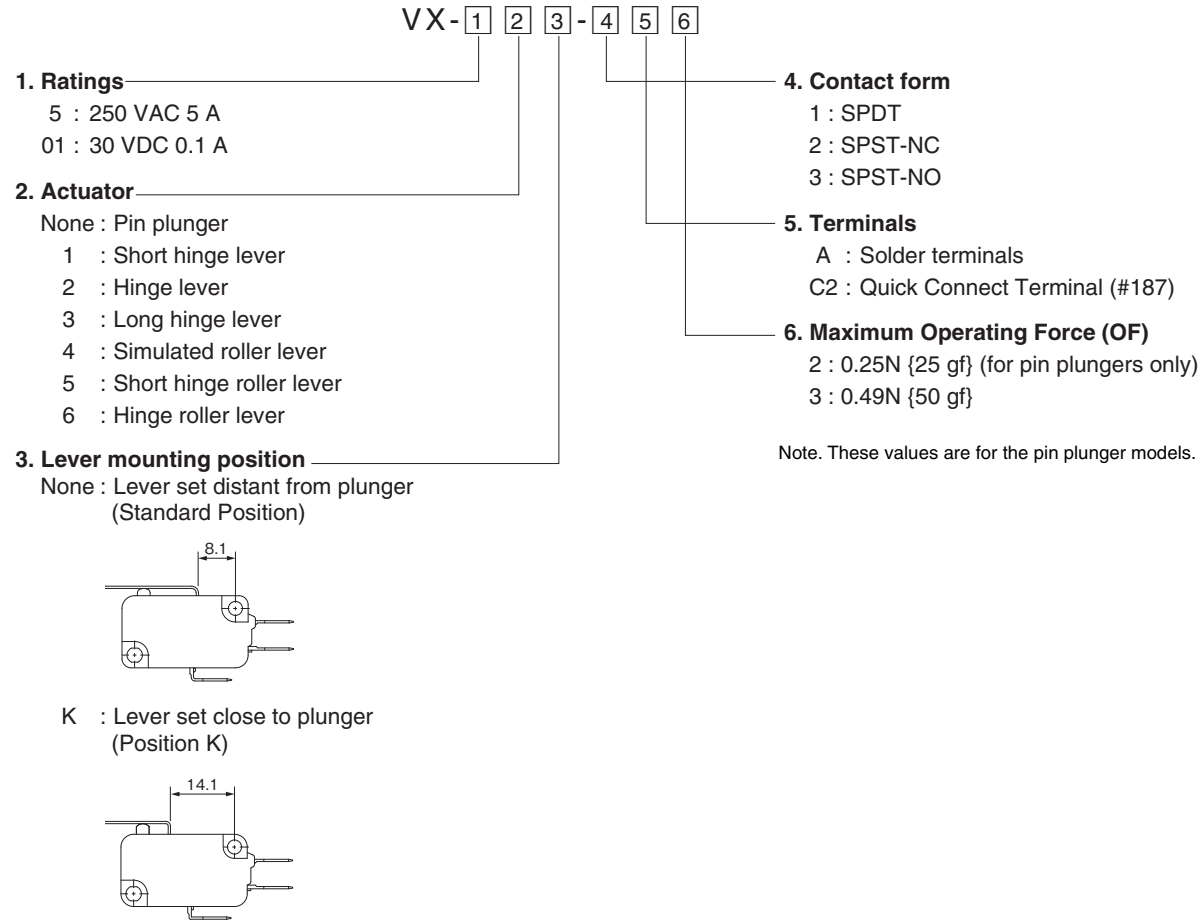 VX-1 2 3-4 5 6
1. Ratings
5 : 250 VAC 5 A
01 : 30 VDC 0.1 A
2. Actuator
None : Pin plunger
1 : Short hinge lever
2 : Hinge lever
3 : Long hinge lever
4 : Simulated roller lever
5 : Short hinge roller lever
6 : Hinge roller lever
3. Lever mounting position
None : Lever set distant from plunger
(Standard Position)
8.1
K : Lever set close to plunger
(Position K)
14.1
4. Contact form
1 : SPDT
2 : SPST-NC
3 : SPST-NO
5. Terminals
A : Solder terminals
C2 : Quick Connect Terminal (#187)
6. Maximum Operating Force (OF)
2 : 0.25N {25 gf} (for pin plungers only)
3 : 0.49N {50 gf}
Note. These values are for the pin plunger models.